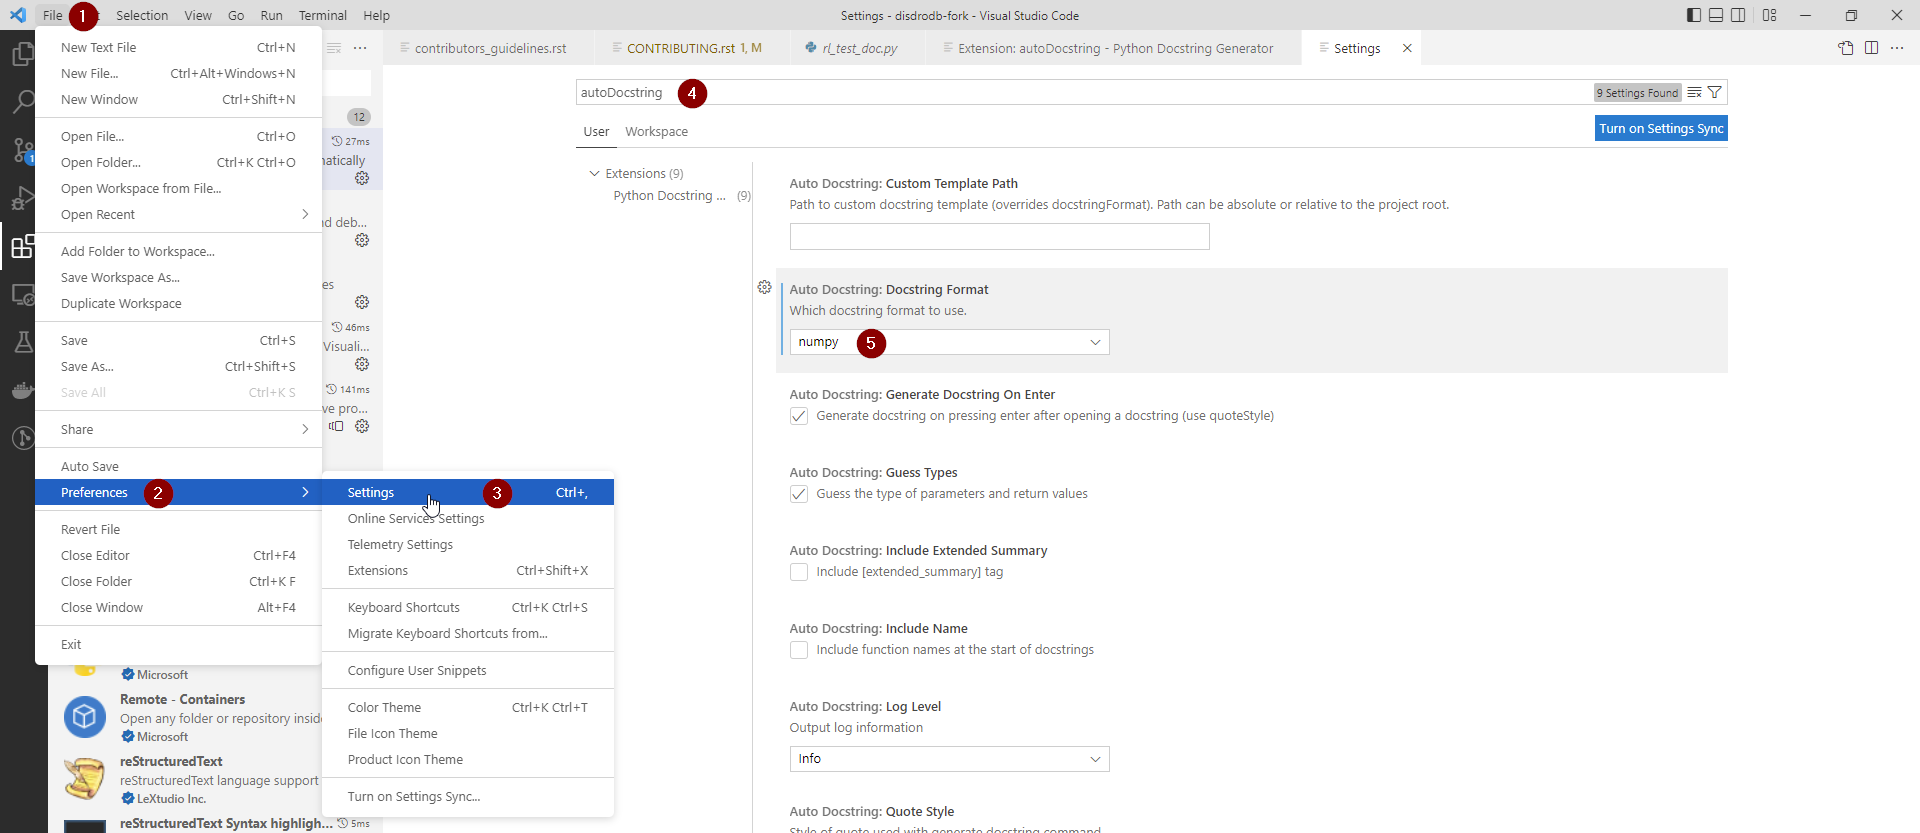 File 1 Selection View Go Run Terminal Help
Settings - disdrodb-fork - Visual Studio Code
contributors_guidelines.rst
CONTRIBUTING.rst 1, M
rl_test_doc.py
Extension: autoDocstring - Python Docstring Generator
Settings
New Text File Ctrl+N
New File... Ctrl+Alt+Windows+N
New Window Ctrl+Shift+N
Open File... Ctrl+O
Open Folder... Ctrl+K Ctrl+O
Open Workspace from File...
Open Recent
Add Folder to Workspace...
Save Workspace As...
Duplicate Workspace
Save Ctrl+S
Save As... Ctrl+Shift+S
Save All Ctrl+K S
Share
Auto Save
Preferences 2
Revert File
Close Editor Ctrl+F4
Close Folder Ctrl+K F
Close Window Alt+F4
Exit
12
1
27ms
natically
nd deb...
es
46ms
Visuali...
141ms
ve pro...
Settings 3 Ctrl+,
Online Services Settings
Telemetry Settings
Extensions Ctrl+Shift+X
Keyboard Shortcuts Ctrl+K Ctrl+S
Migrate Keyboard Shortcuts from...
Configure User Snippets
Color Theme Ctrl+K Ctrl+T
File Icon Theme
Product Icon Theme
Turn on Settings Sync...
Microsoft
Remote - Containers
Open any folder or repository inside
Microsoft
reStructuredText
reStructuredText language support
LeXtudio Inc.
reStructuredText Syntax highligh... 5ms
autoDocstring 4
9 Settings Found
User Workspace
Turn on Settings Sync
Extensions (9)
Python Docstring ... (9)
Auto Docstring: Custom Template Path
Path to custom docstring template (overrides docstringFormat). Path can be absolute or relative to the project root.
Auto Docstring: Docstring Format
Which docstring format to use.
numpy 5
Auto Docstring: Generate Docstring On Enter
Generate docstring on pressing enter after opening a docstring (use quoteStyle)
Auto Docstring: Guess Types
Guess the type of parameters and return values
Auto Docstring: Include Extended Summary
Include [extended_summary] tag
Auto Docstring: Include Name
Include function names at the start of docstrings
Auto Docstring: Log Level
Output log information
Info
Auto Docstring: Quote Style
Style of quote used with generate docstring command